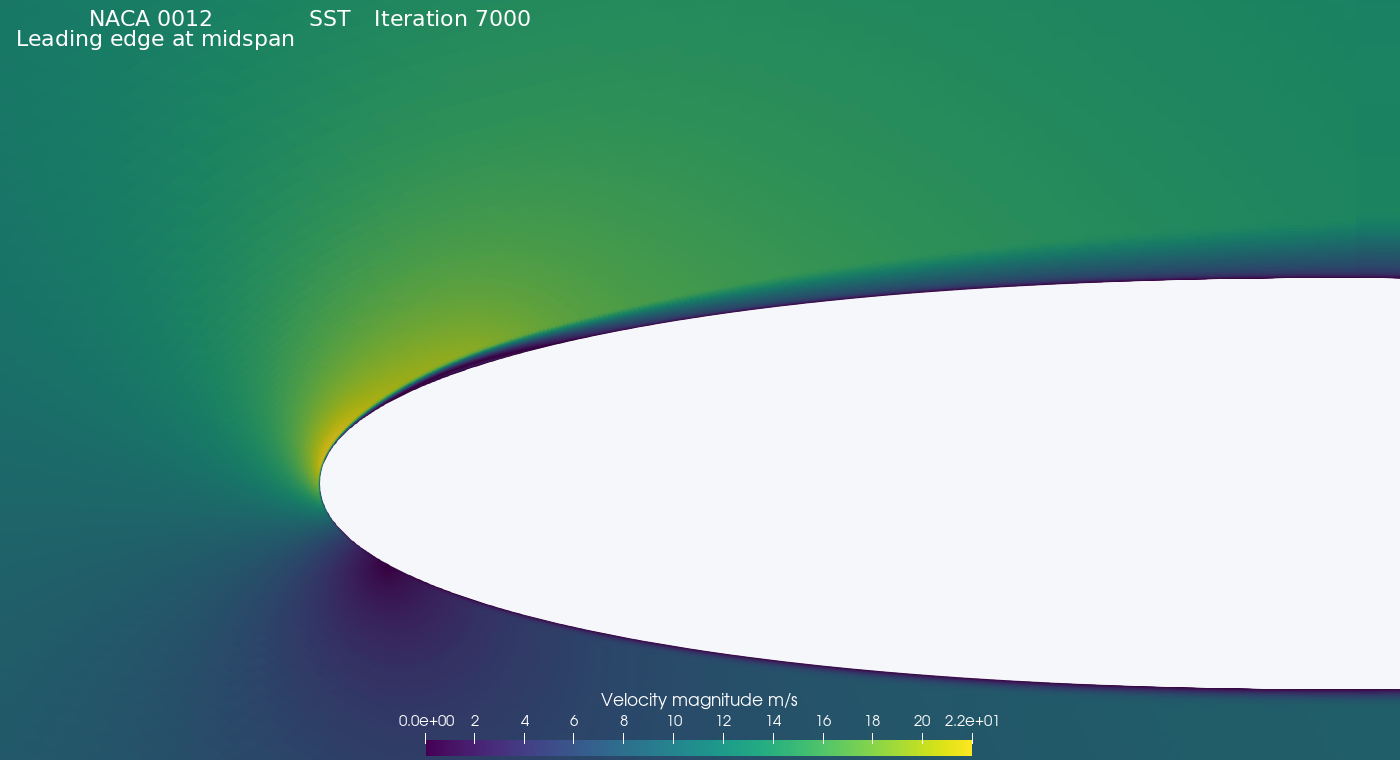 NACA 0012 SST Iteration 7000
Leading edge at midspan
Velocity magnitude m/s
0.0e+00 2 4 6 8 10 12 14 16 18 20 2.2e+01